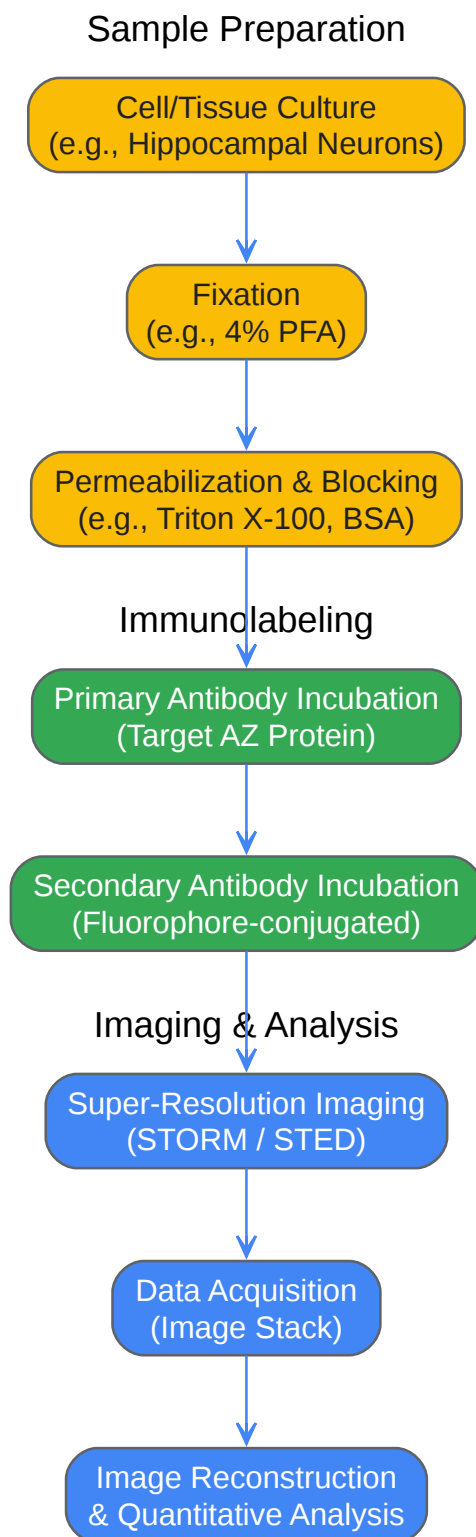 Sample Preparation
Cell/Tissue Culture
(e.g., Hippocampal Neurons)
Fixation
(e.g., 4% PFA)
Permeabilization & Blocking
(e.g., Triton X-100, BSA)
Immunolabeling
Primary Antibody Incubation
(Target AZ Protein)
Secondary Antibody Incubation
(Fluorophore-conjugated)
Imaging & Analysis
Super-Resolution Imaging
(STORM / STED)
Data Acquisition
(Image Stack)
Image Reconstruction
& Quantitative Analysis